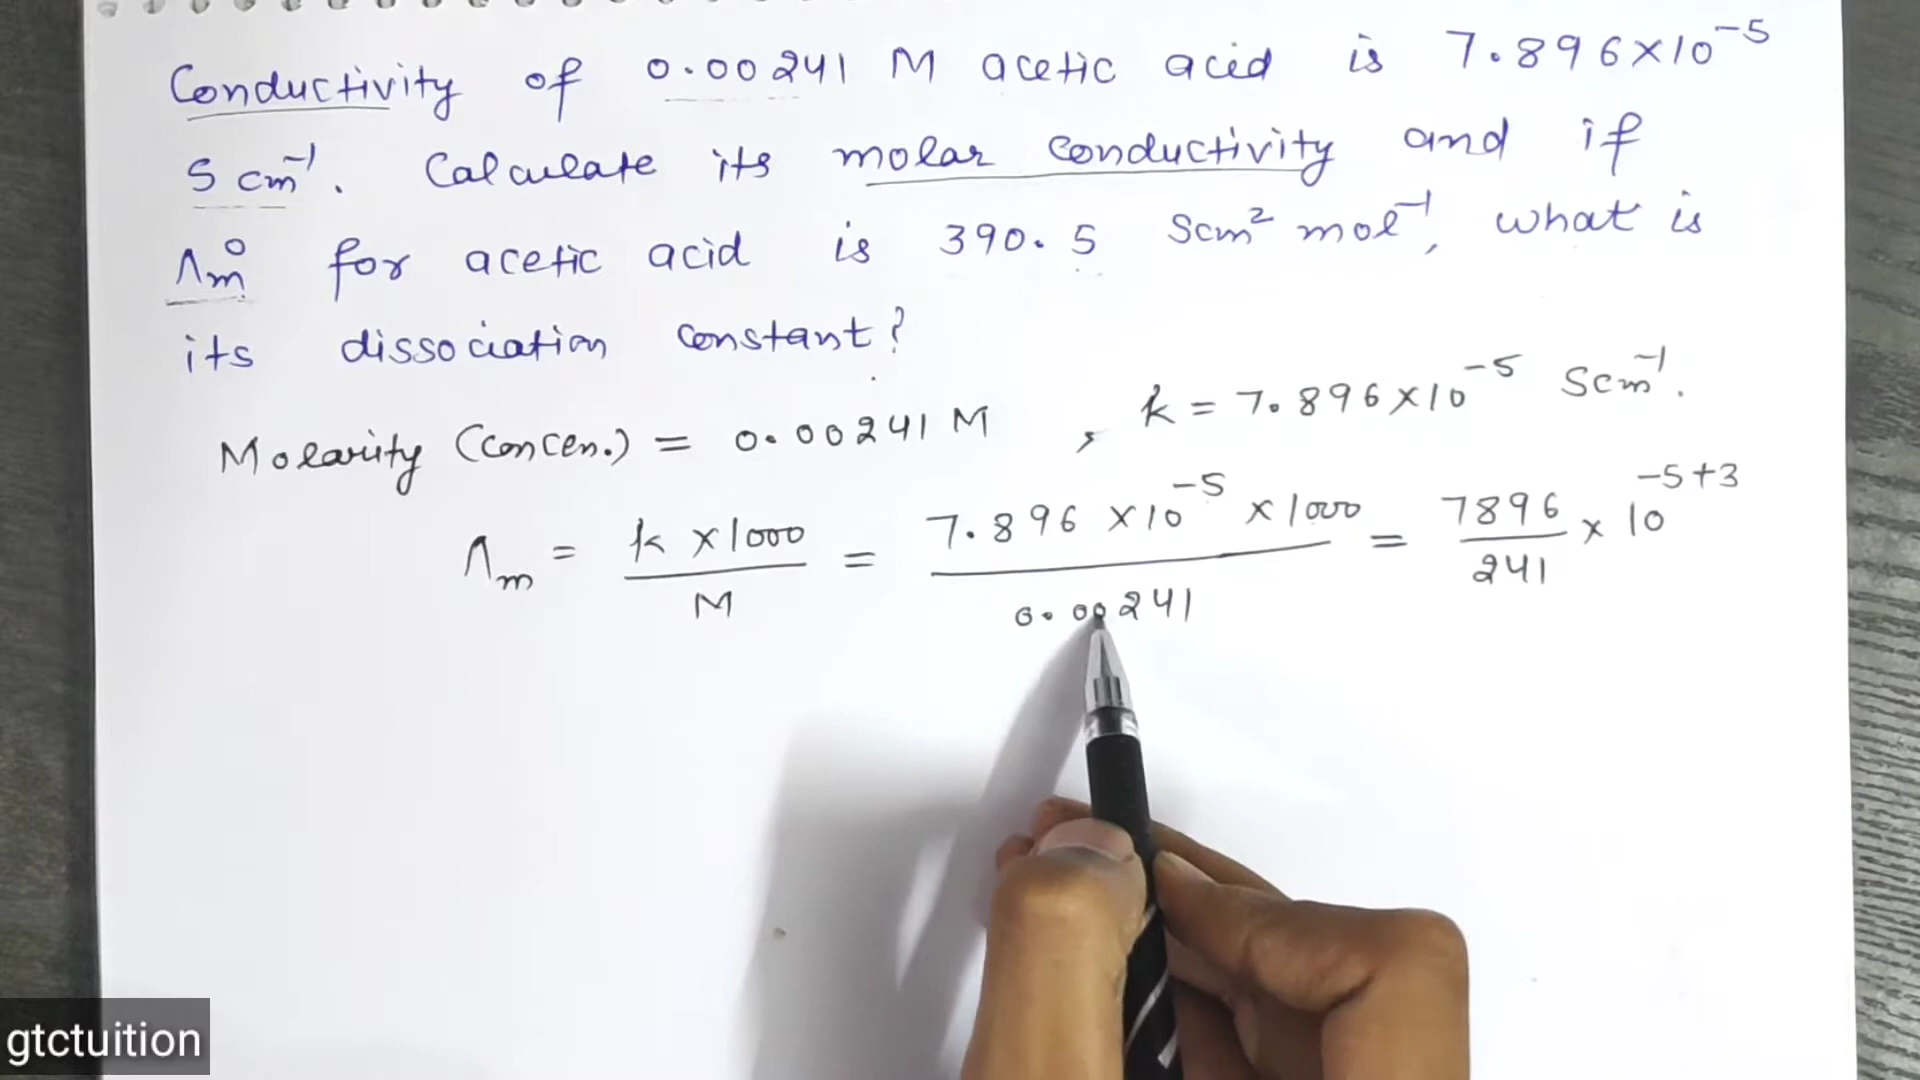 Conductivity of 0.00241 M acetic acid is 7.896×10⁻⁵
S cm⁻¹. Calculate its molar conductivity and if
Λm° for acetic acid is 390.5 Scm² mol⁻¹, what is
its dissociation constant?
Molarity (concen.) = 0.00241 M , k = 7.896×10⁻⁵ Scm⁻¹.
Λm = k×1000/M = 7.896×10⁻⁵×1000/0.00241 = 7896/241 × 10⁻⁵⁺³
gtctuition